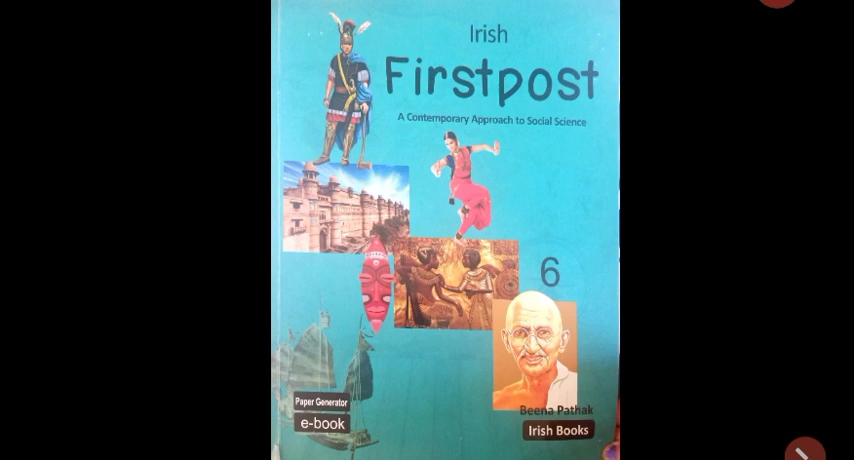 Irish
Firstpost
A Contemporary Approach to Social Science
6
Paper Generator
e-book
Beena Pathak
Irish Books